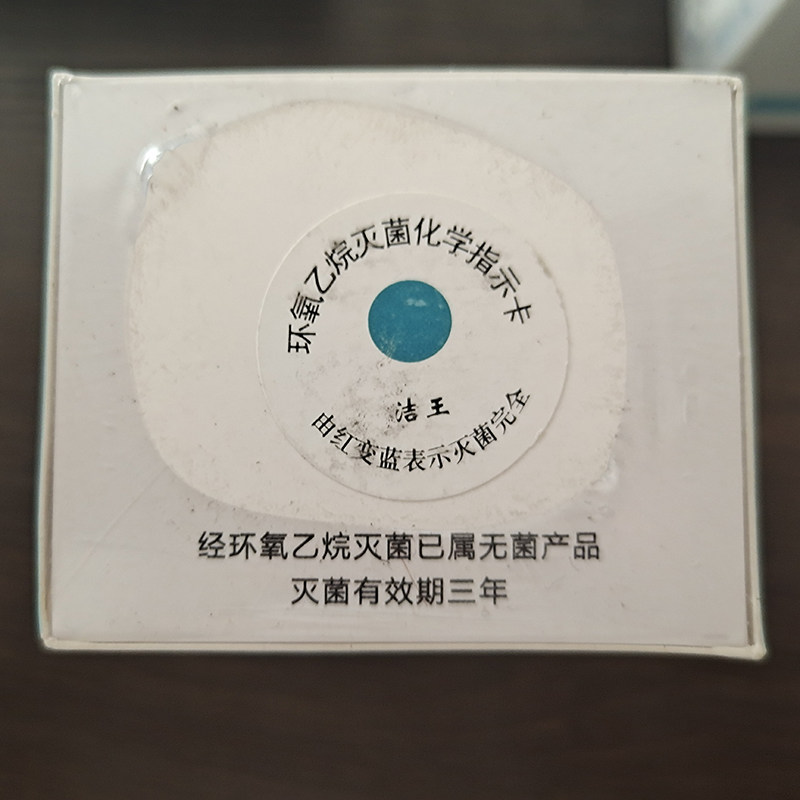 环氧乙烷灭菌化学指示卡
洁王
由红变蓝表示灭菌完全
经环氧乙烷灭菌已属无菌产品
灭菌有效期三年